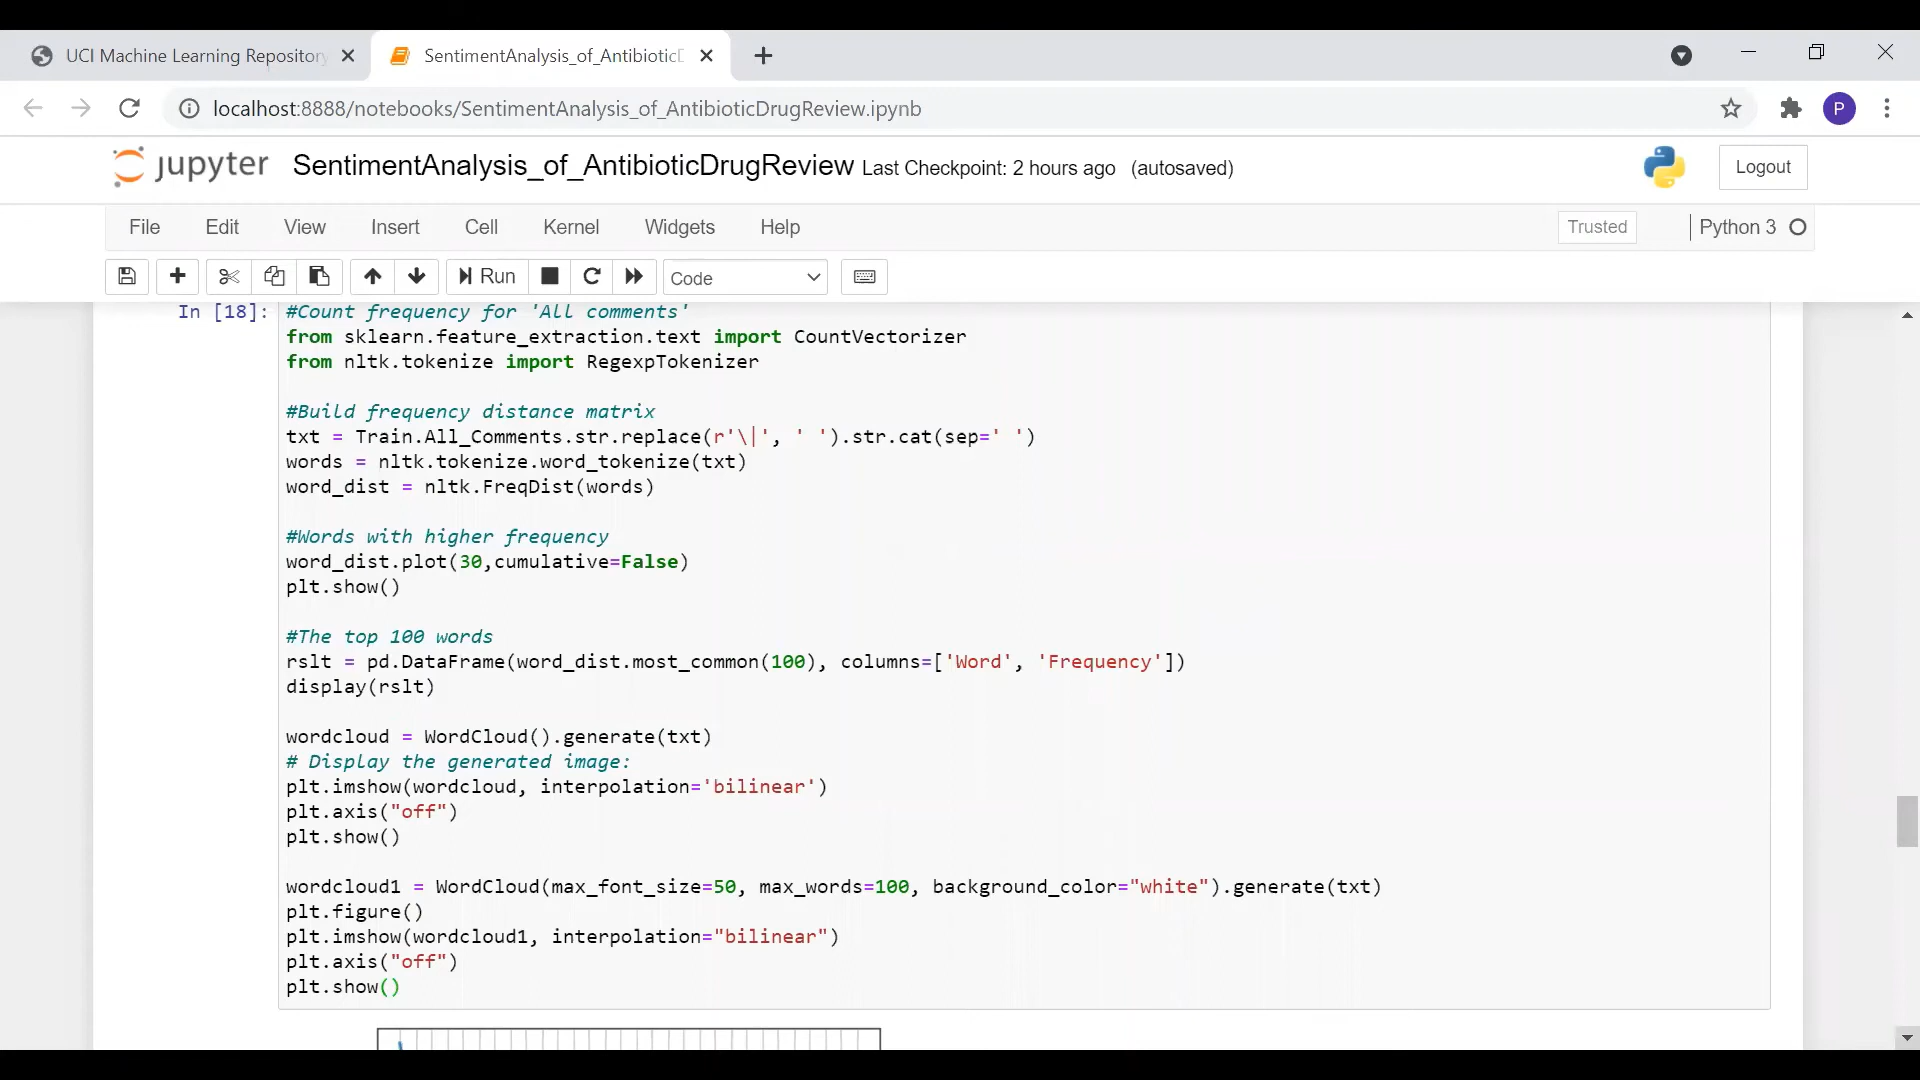 UCI Machine Learning Repository
SentimentAnalysis_of_Antibiotic
localhost:8888/notebooks/SentimentAnalysis_of_AntibioticDrugReview.ipynb
P
jupyter SentimentAnalysis_of_AntibioticDrugReview Last Checkpoint: 2 hours ago (autosaved)
Logout
File Edit View Insert Cell Kernel Widgets Help
Trusted
Python 3
Run
Code
In [18]:
#Count frequency for 'All comments'
from sklearn.feature_extraction.text import CountVectorizer
from nltk.tokenize import RegexpTokenizer
#Build frequency distance matrix
txt = Train.All_Comments.str.replace(r'\|', ' ').str.cat(sep=' ')
words = nltk.tokenize.word_tokenize(txt)
word_dist = nltk.FreqDist(words)
#Words with higher frequency
word_dist.plot(30,cumulative=False)
plt.show()
#The top 100 words
rslt = pd.DataFrame(word_dist.most_common(100), columns=['Word', 'Frequency'])
display(rslt)
wordcloud = WordCloud().generate(txt)
# Display the generated image:
plt.imshow(wordcloud, interpolation='bilinear')
plt.axis("off")
plt.show()
wordcloud1 = WordCloud(max_font_size=50, max_words=100, background_color="white").generate(txt)
plt.figure()
plt.imshow(wordcloud1, interpolation="bilinear")
plt.axis("off")
plt.show()